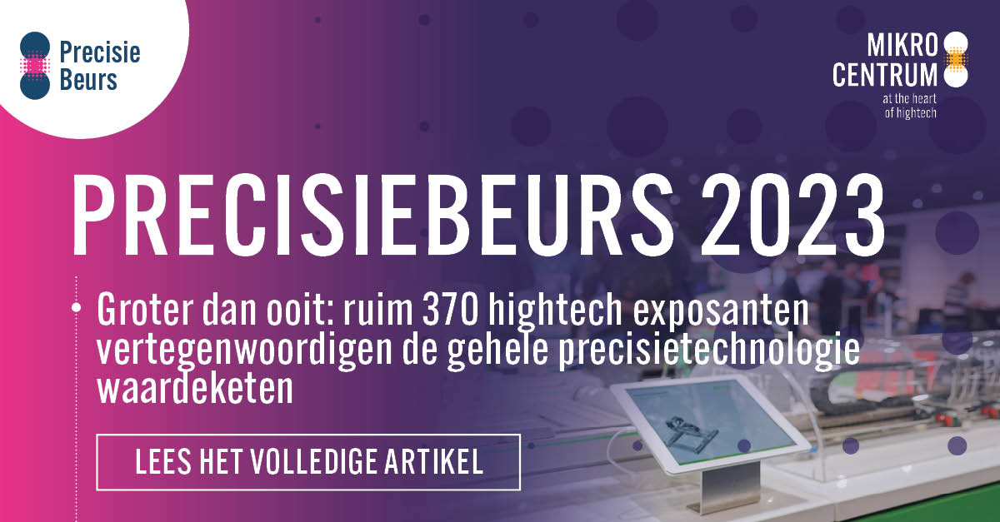 Precisie
Beurs
MIKRO
CENTRUM
at the heart
of hightech
PRECISIEBEURS 2023
Groter dan ooit: ruim 370 hightech exposanten
vertegenwoordigen de gehele precisietechnologie
waardeketen
LEES HET VOLLEDIGE ARTIKEL